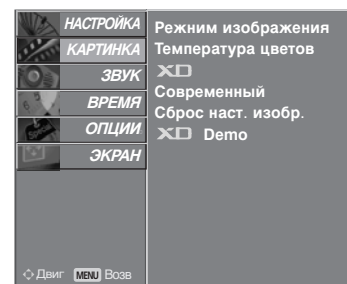 НАСТРОЙКА
КАРТИНКА
ЗВУК
ВРЕМЯ
ОПЦИИ
ЭКРАН
Режним изображения
Температура цветов
XD
Современный
Сброс наст. изобр.
XD Demo
Двиг MENU Возв